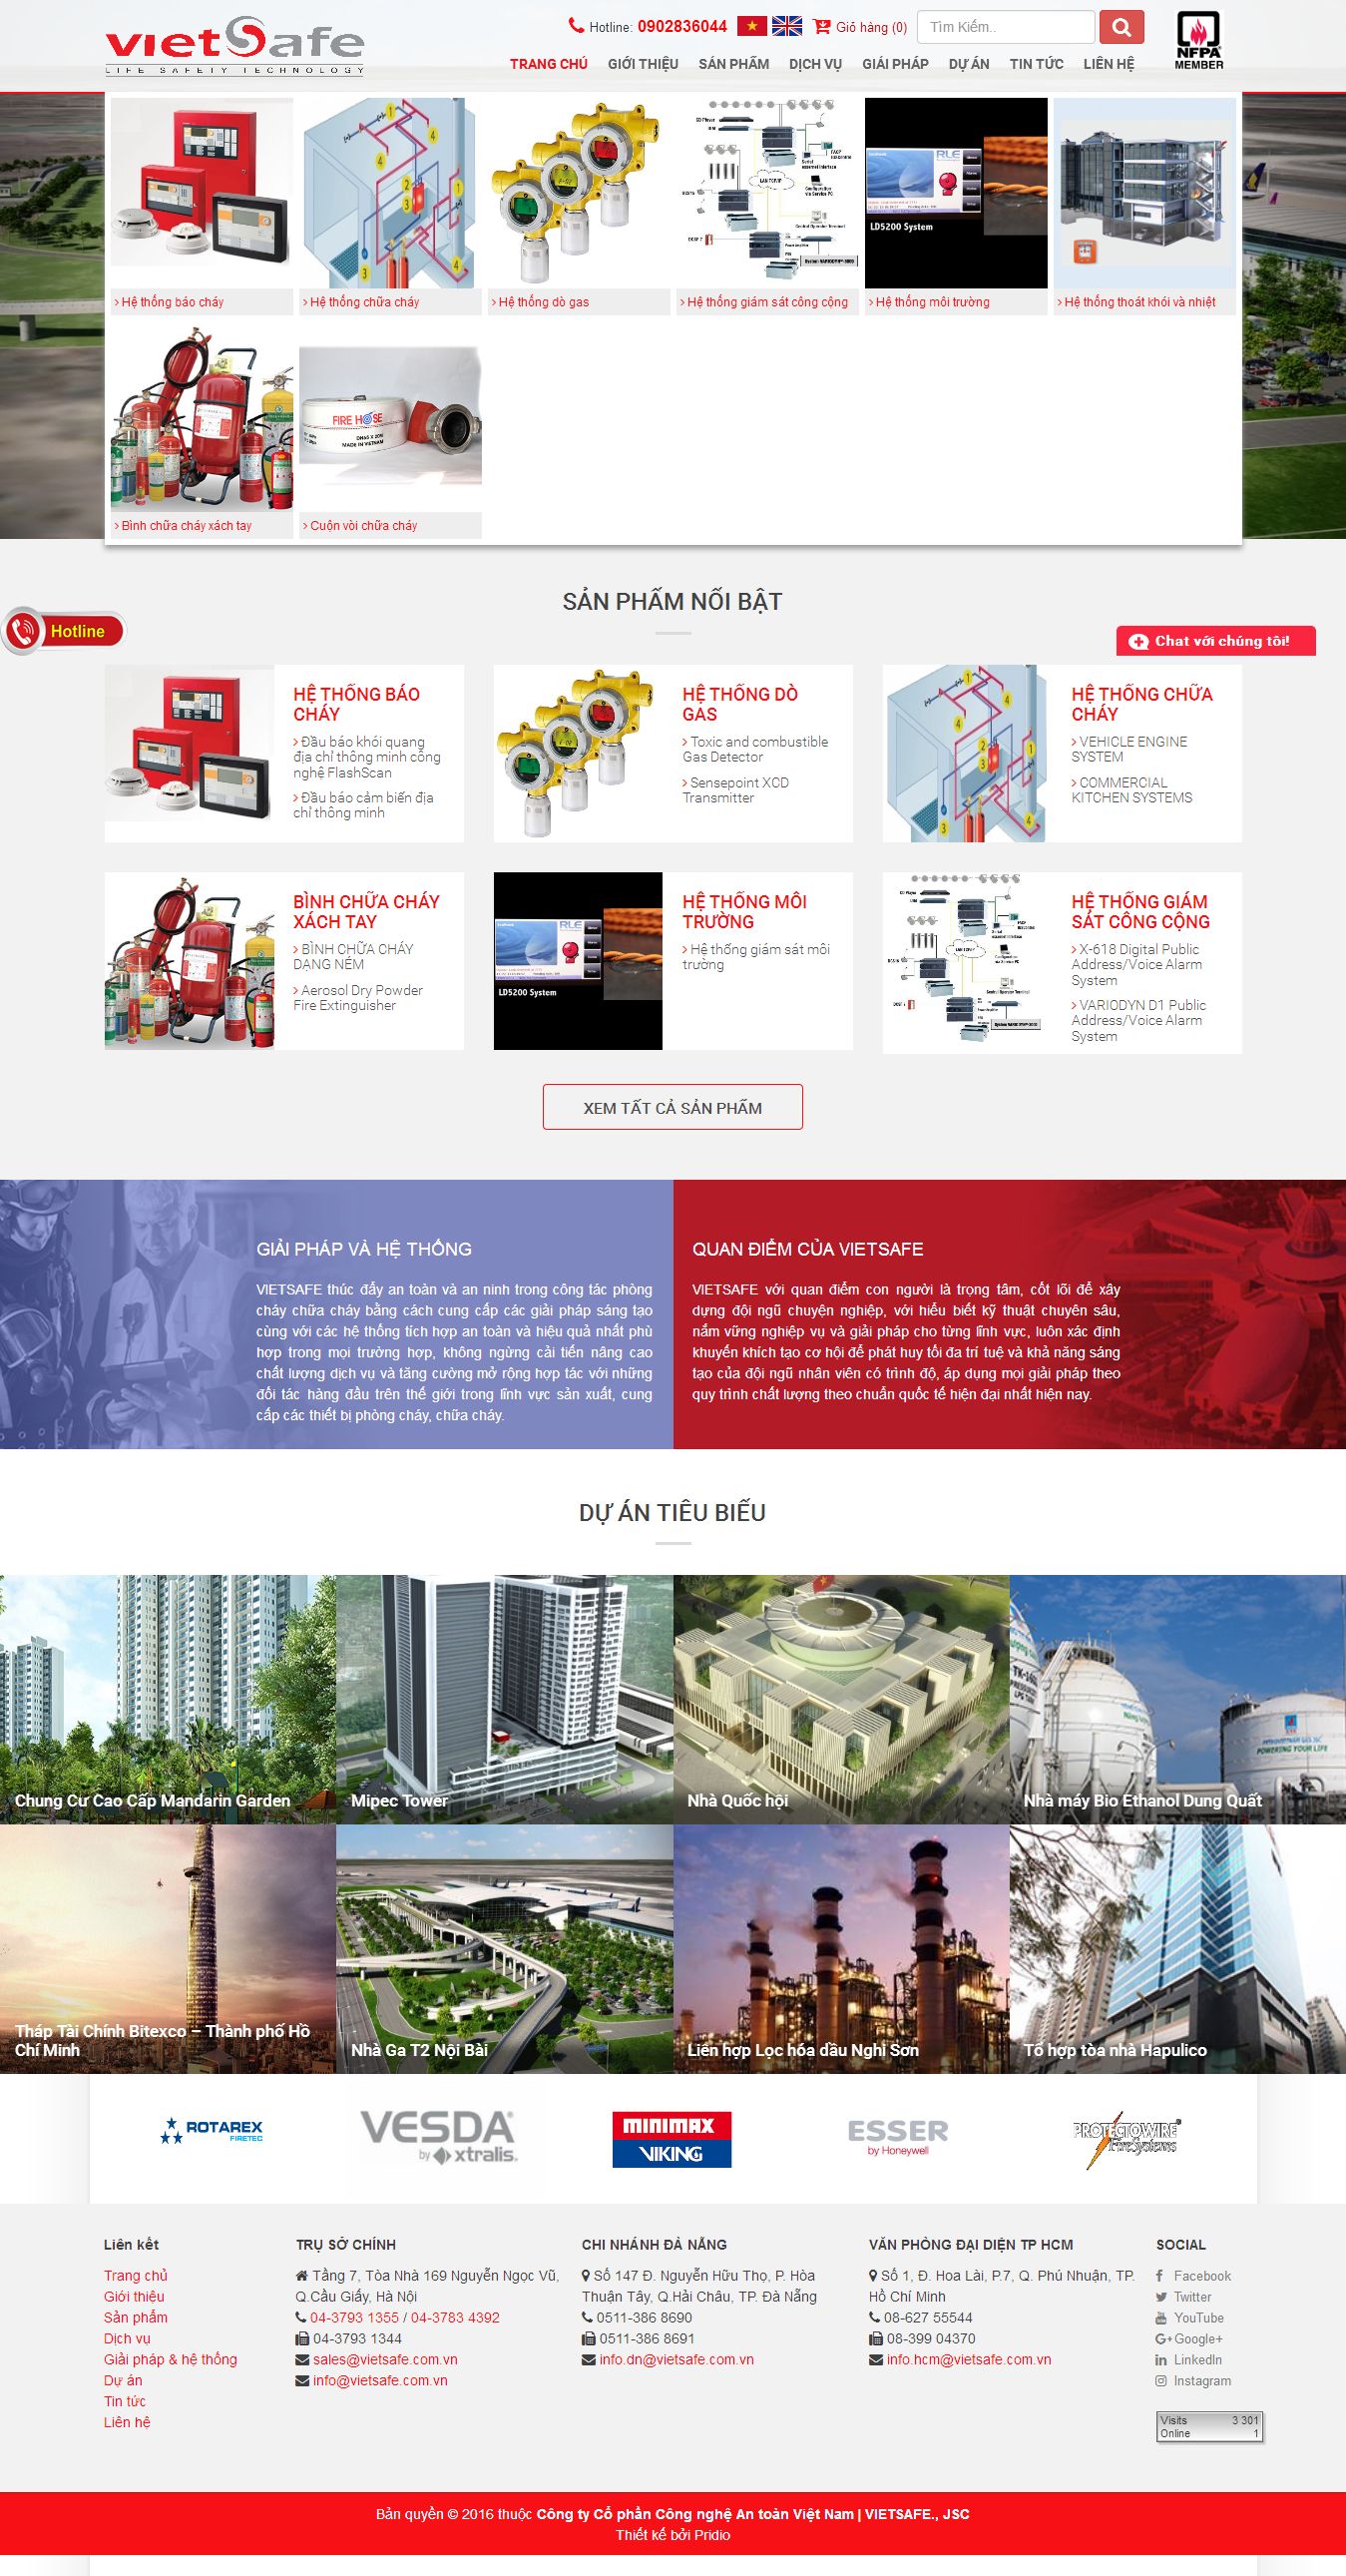 vietSafe
LIFE SAFETY TECHNOLOGY
Hotline: 0902836044
Giỏ hàng (0)
Tìm Kiếm..
NFPA
MEMBER
TRANG CHỦ
GIỚI THIỆU
SẢN PHẨM
DỊCH VỤ
GIẢI PHÁP
DỰ ÁN
TIN TỨC
LIÊN HỆ
LD5200 System
Hệ thống báo cháy
Hệ thống chữa cháy
Hệ thống dò gas
Hệ thống giám sát công cộng
Hệ thống môi trường
Hệ thống thoát khói và nhiệt
FIRE HOSE
MADE IN VIETNAM
Bình chữa cháy xách tay
Cuộn vòi chữa cháy
SẢN PHẨM NỔI BẬT
Hotline
Chat với chúng tôi!
HỆ THỐNG BÁO
CHÁY
Đầu báo khói quang
địa chỉ thông minh công
nghệ FlashScan
Đầu báo cảm biến địa
chỉ thông minh
HỆ THỐNG DÒ
GAS
Toxic and combustible
Gas Detector
Sensepoint XCD
Transmitter
HỆ THỐNG CHỮA
CHÁY
VEHICLE ENGINE
SYSTEM
COMMERCIAL
KITCHEN SYSTEMS
BÌNH CHỮA CHÁY
XÁCH TAY
BÌNH CHỮA CHÁY
DẠNG NÉM
Aerosol Dry Powder
Fire Extinguisher
LD5200 System
HỆ THỐNG MÔI
TRƯỜNG
Hệ thống giám sát môi
trường
HỆ THỐNG GIÁM
SÁT CÔNG CỘNG
X-618 Digital Public
Address/Voice Alarm
System
VARIODYN D1 Public
Address/Voice Alarm
System
XEM TẤT CẢ SẢN PHẨM
GIẢI PHÁP VÀ HỆ THỐNG
VIETSAFE thúc đẩy an toàn và an ninh trong công tác phòng
cháy chữa cháy bằng cách cung cấp các giải pháp sáng tạo
cùng với các hệ thống tích hợp an toàn và hiệu quả nhất phù
hợp trong mọi trường hợp, không ngừng cải tiến nâng cao
chất lượng dịch vụ và tăng cường mở rộng hợp tác với những
đối tác hàng đầu trên thế giới trong lĩnh vực sản xuất, cung
cấp các thiết bị phòng cháy, chữa cháy.
QUAN ĐIỂM CỦA VIETSAFE
VIETSAFE với quan điểm con người là trọng tâm, cốt lõi để xây
dựng đội ngũ chuyên nghiệp, với hiểu biết kỹ thuật chuyên sâu,
nắm vững nghiệp vụ và giải pháp cho từng lĩnh vực, luôn xác định
khuyến khích tạo cơ hội để phát huy tối đa trí tuệ và khả năng sáng
tạo của đội ngũ nhân viên có trình độ, áp dụng mọi giải pháp theo
quy trình chất lượng theo chuẩn quốc tế hiện đại nhất hiện nay.
DỰ ÁN TIÊU BIỂU
POWERING YOUR LIFE
Chung Cư Cao Cấp Mandarin Garden
Mipec Tower
Nhà Quốc hội
Nhà máy Bio Ethanol Dung Quất
Tháp Tài Chính Bitexco – Thành phố Hồ
Chí Minh
Nhà Ga T2 Nội Bài
Liên hợp Lọc hóa dầu Nghi Sơn
Tổ hợp tòa nhà Hapulico
ROTAREX
FIRETEC
VESDA
by xtralis
MINIMAX
VIKING
ESSER
by Honeywell
PROTECTOWIRE
FireSystems
Liên kết
Trang chủ
Giới thiệu
Sản phẩm
Dịch vụ
Giải pháp & hệ thống
Dự án
Tin tức
Liên hệ
TRỤ SỞ CHÍNH
Tầng 7, Tòa Nhà 169 Nguyễn Ngọc Vũ,
Q.Cầu Giấy, Hà Nội
04-3793 1355 / 04-3783 4392
04-3793 1344
sales@vietsafe.com.vn
info@vietsafe.com.vn
CHI NHÁNH ĐÀ NẴNG
Số 147 Đ. Nguyễn Hữu Thọ, P. Hòa
Thuận Tây, Q.Hải Châu, TP. Đà Nẵng
0511-386 8690
0511-386 8691
info.dn@vietsafe.com.vn
VĂN PHÒNG ĐẠI DIỆN TP HCM
Số 1, Đ. Hoa Lài, P.7, Q. Phú Nhuận, TP.
Hồ Chí Minh
08-627 55544
08-399 04370
info.hcm@vietsafe.com.vn
SOCIAL
Facebook
Twitter
YouTube
Google+
LinkedIn
Instagram
Visits 3 301
Online 1
Bản quyền © 2016 thuộc Công ty Cổ phần Công nghệ An toàn Việt Nam | VIETSAFE., JSC
Thiết kế bởi Pridio